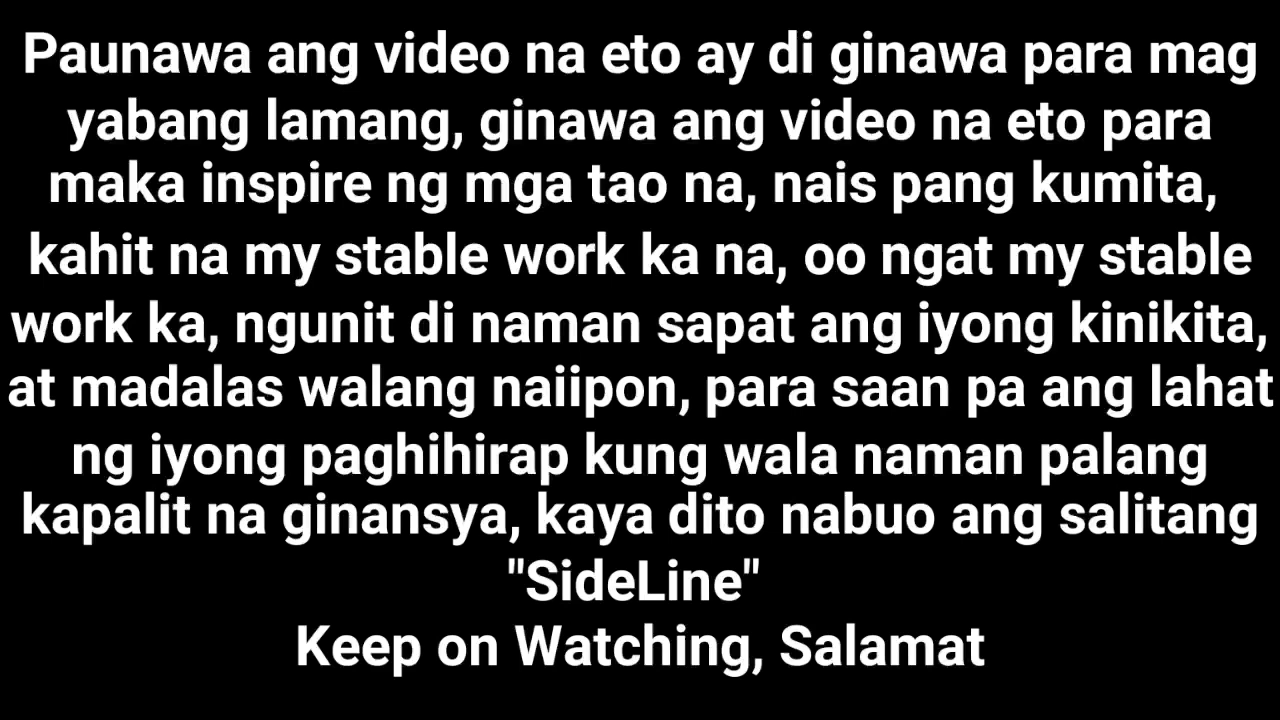 Paunawa ang video na eto ay di ginawa para mag
yabang lamang, ginawa ang video na eto para
maka inspire ng mga tao na, nais pang kumita,
kahit na my stable work ka na, oo ngat my stable
work ka, ngunit di naman sapat ang iyong kinikita,
at madalas walang naiipon, para saan pa ang lahat
ng iyong paghihirap kung wala naman palang
kapalit na ginansya, kaya dito nabuo ang salitang
"SideLine"
Keep on Watching, Salamat